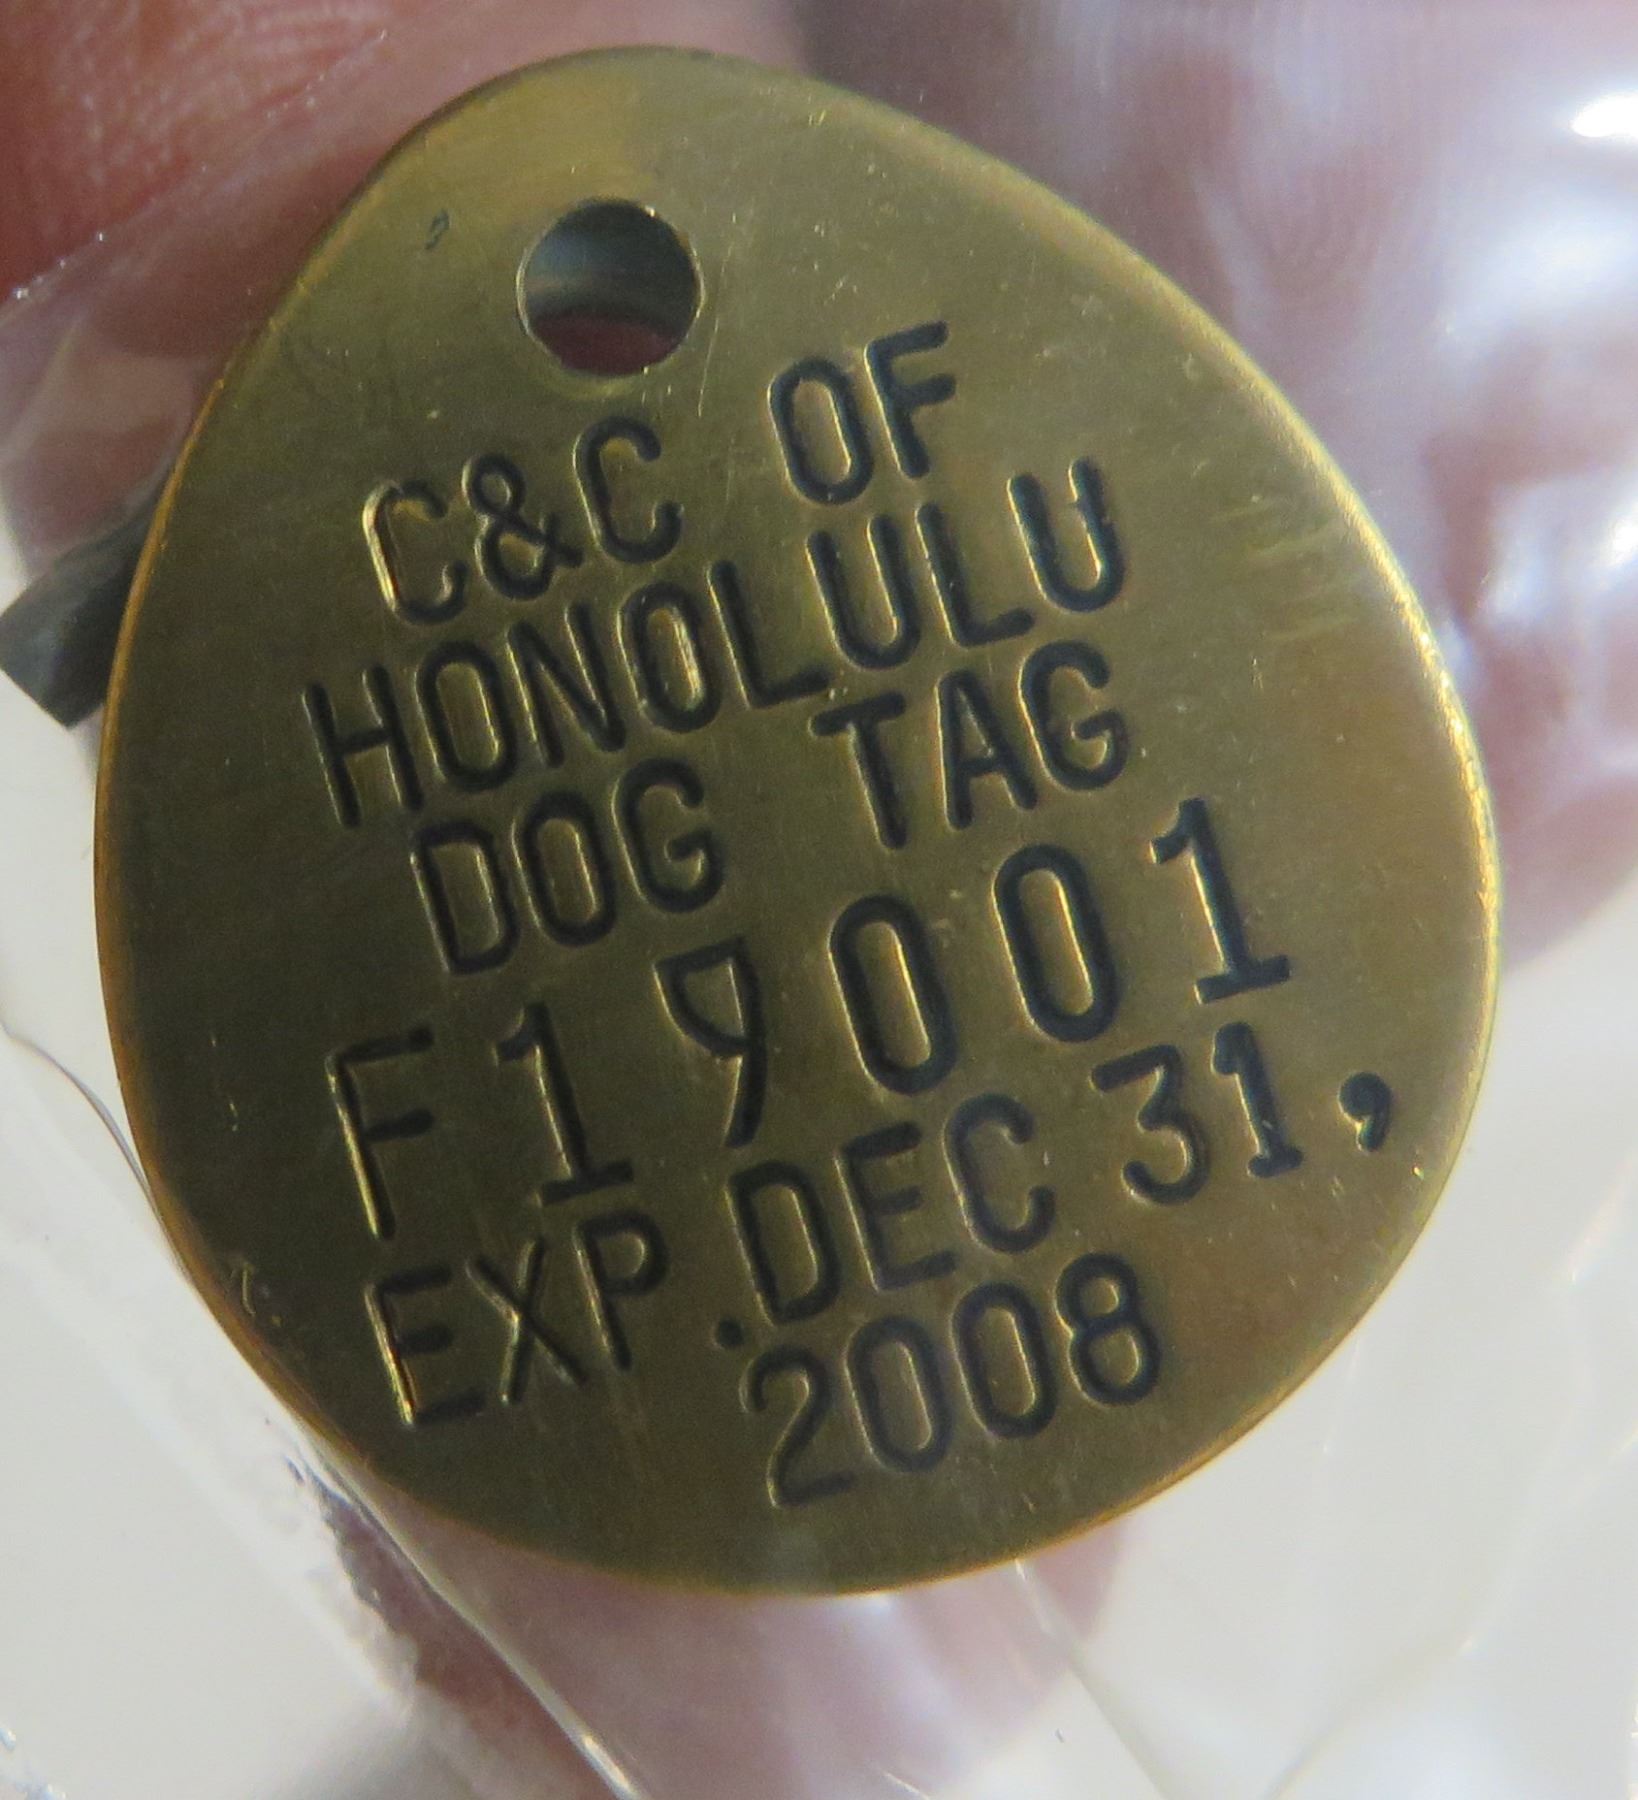 C&C OF
HONOLULU
DOG TAG
F19001
EXP.DEC 31,
2008